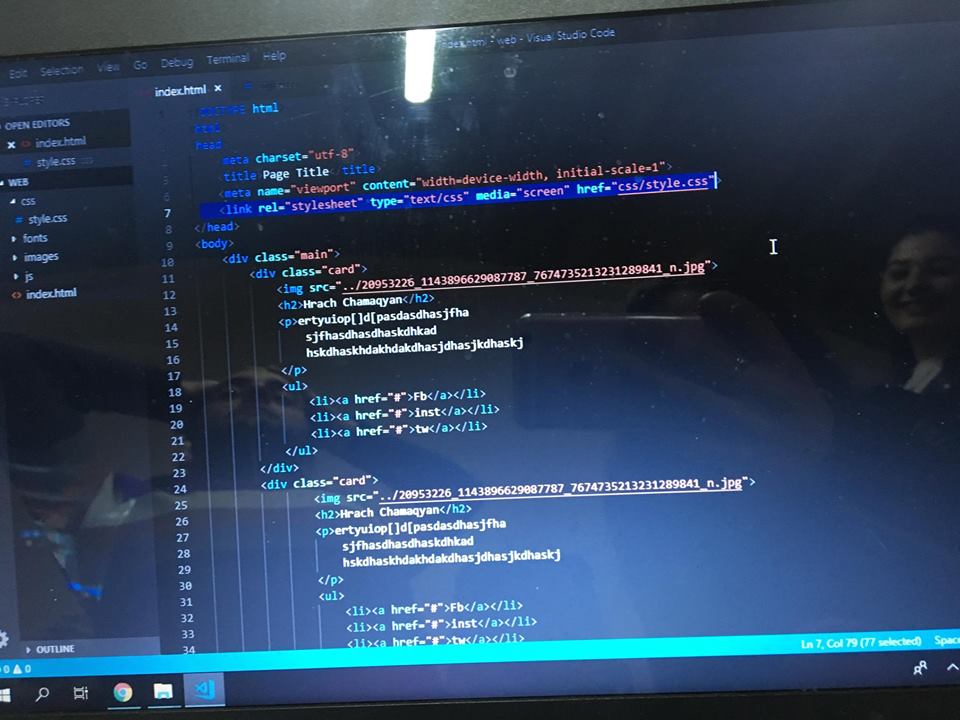 index.html - web - Visual Studio Code
Edit Selection View Go Debug Terminal Help
index.html ×
OPEN EDITORS
× <> index.html
# style.css
WEB
css
# style.css
fonts
images
js
<> index.html
OUTLINE
DOCTYPE html
html
head
meta charset="utf-8"
5 <title Page Title title>
6 <meta name="viewport" content="width=device-width, initial-scale=1">
7 <link rel="stylesheet" type="text/css" media="screen" href="css/style.css">
8 </head>
9 <body>
10 <div class="main">
11 <div class="card">
12 <img src="../20953226_1143896629087787_7674735213231289841_n.jpg">
13 <h2>Hrach Chamaqyan</h2>
14 <p>ertyuiop[]d[pasdasdhasjfha
15 sjfhasdhasdhaskdhkad
16 hskdhaskhdakhdakdhasjdhasjkdhaskj
17 </p>
18 <ul>
19 <li><a href="#">Fb</a></li>
20 <li><a href="#">inst</a></li>
21 <li><a href="#">tw</a></li>
22 </ul>
23 </div>
24 <div class="card">
25 <img src="../20953226_1143896629087787_7674735213231289841_n.jpg">
26 <h2>Hrach Chamaqyan</h2>
27 <p>ertyuiop[]d[pasdasdhasjfha
28 sjfhasdhasdhaskdhkad
29 hskdhaskhdakhdakdhasjdhasjkdhaskj
30 </p>
31 <ul>
32 <li><a href="#">Fb</a></li>
33 <li><a href="#">inst</a></li>
34 <li><a href="#">tw</a></li>
0 0
Ln 7, Col 79 (77 selected)